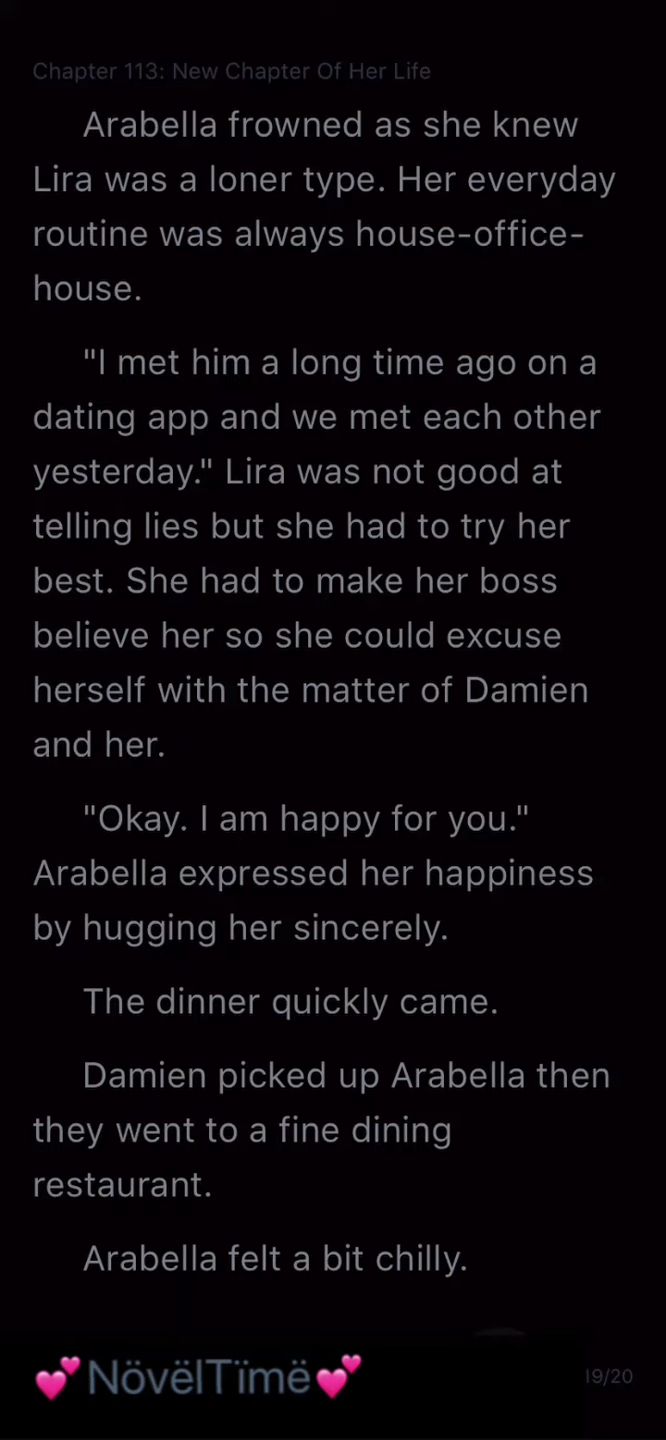 Chapter 113: New Chapter Of Her Life
Arabella frowned as she knew
Lira was a loner type. Her everyday
routine was always house-office-
house.
"I met him a long time ago on a
dating app and we met each other
yesterday." Lira was not good at
telling lies but she had to try her
best. She had to make her boss
believe her so she could excuse
herself with the matter of Damien
and her.
"Okay. I am happy for you."
Arabella expressed her happiness
by hugging her sincerely.
The dinner quickly came.
Damien picked up Arabella then
they went to a fine dining
restaurant.
Arabella felt a bit chilly.
💕NövëlTïmë💕
19/20